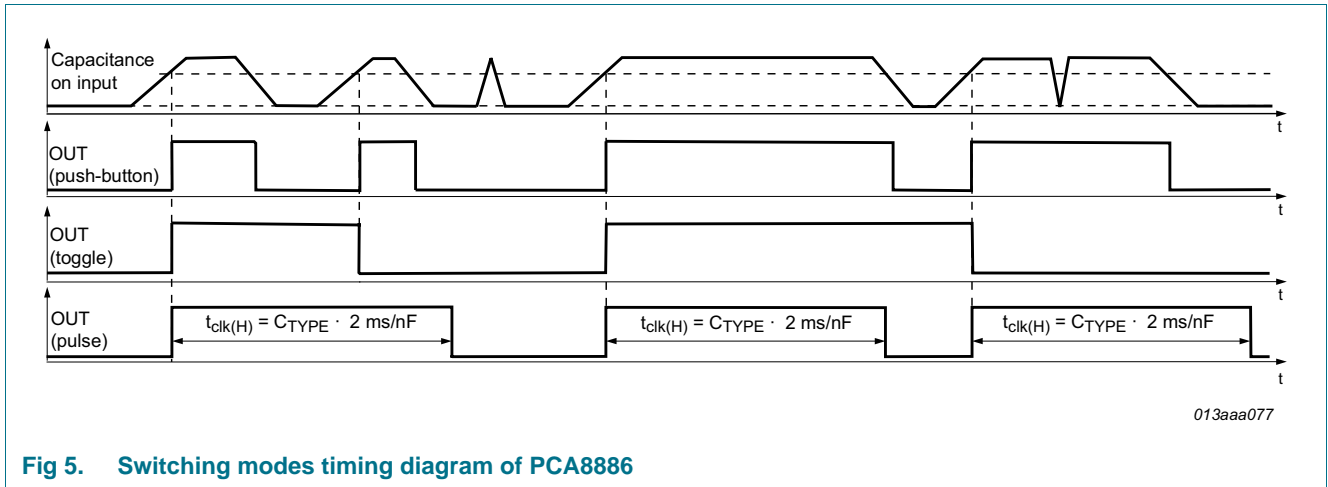 Capacitance
on input
t
OUT
(push-button)
t
OUT
(toggle)
t
OUT
(pulse)
tclk(H) = CTYPE · 2 ms/nF
tclk(H) = CTYPE · 2 ms/nF
tclk(H) = CTYPE · 2 ms/nF
t
013aaa077
Fig 5. Switching modes timing diagram of PCA8886